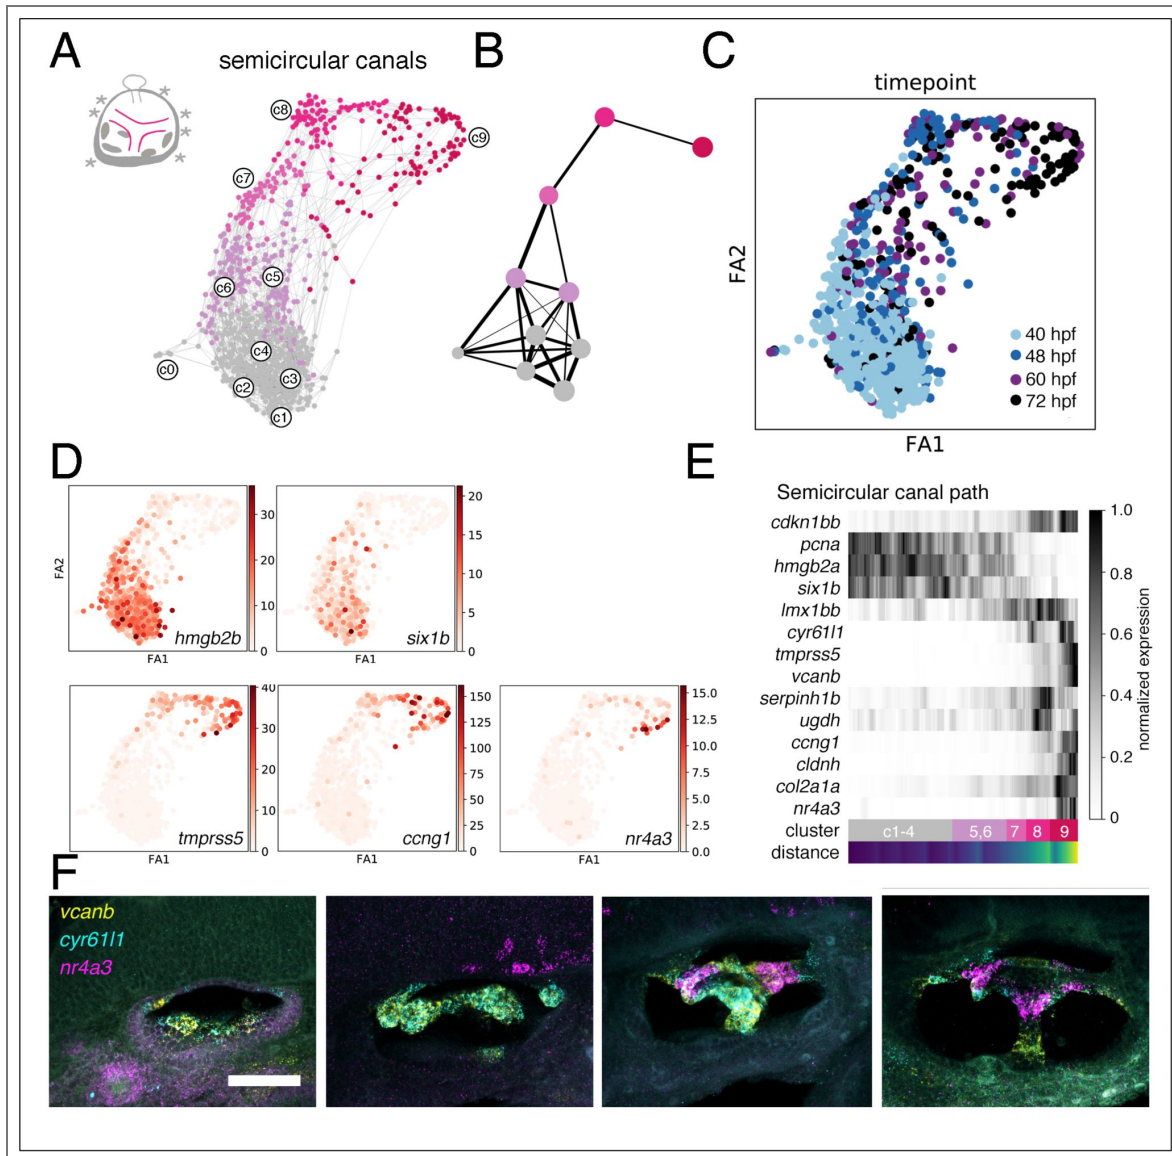 A
semicircular canals
B
C
timepoint
c8
c9
c7
c5
c6
c4
c0
c3
c2
c1
FA2
40 hpf
48 hpf
60 hpf
72 hpf
FA1
D
FA2
30
20
10
0
hmgb2b
FA1
20
15
10
5
0
six1b
FA1
40
30
20
10
0
tmprss5
FA1
150
125
100
75
50
25
0
ccng1
FA1
15.0
12.5
10.0
7.5
5.0
2.5
0.0
nr4a3
FA1
E
Semicircular canal path
cdkn1bb
pcna
hmgb2a
six1b
lmx1bb
cyr61l1
tmprss5
vcanb
serpinh1b
ugdh
ccng1
cldnh
col2a1a
nr4a3
cluster c1-4 5,6 7 8 9
distance
1.0
0.8
0.6
0.4
0.2
0
normalized expression
F
vcanb
cyr61l1
nr4a3